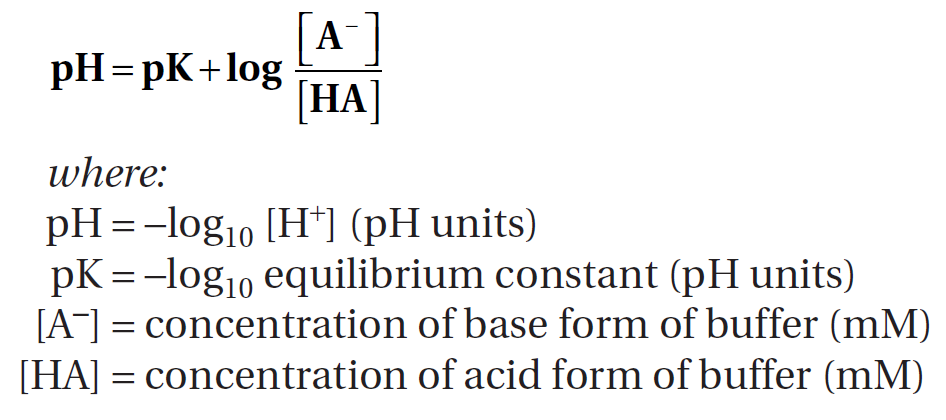 pH = pK + log [A⁻] / [HA]
where:
pH = –log₁₀ [H⁺] (pH units)
pK = –log₁₀ equilibrium constant (pH units)
[A⁻] = concentration of base form of buffer (mM)
[HA] = concentration of acid form of buffer (mM)